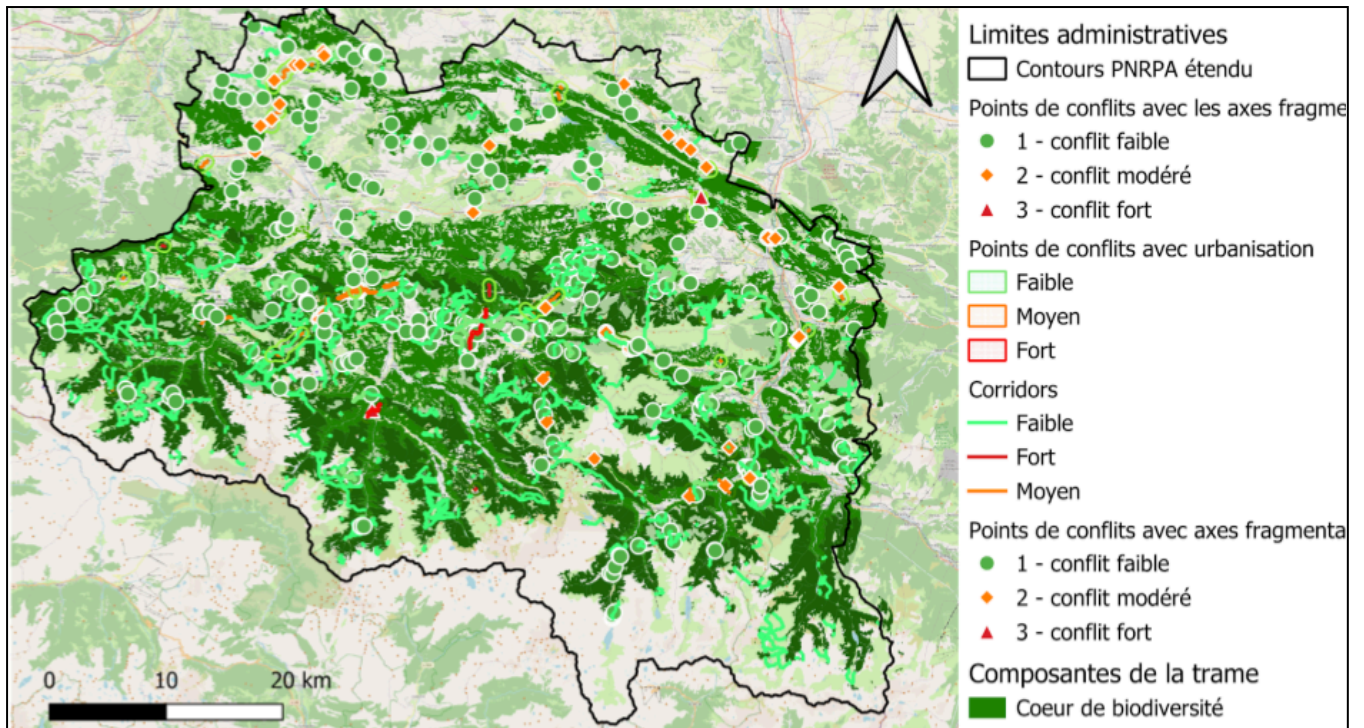 Limites administratives
Contours PNRPA étendu
Points de conflits avec les axes fragme
1 - conflit faible
2 - conflit modéré
3 - conflit fort
Points de conflits avec urbanisation
Faible
Moyen
Fort
Corridors
Faible
Fort
Moyen
Points de conflits avec axes fragmenta
1 - conflit faible
2 - conflit modéré
3 - conflit fort
Composantes de la trame
Coeur de biodiversité
0 10 20 km